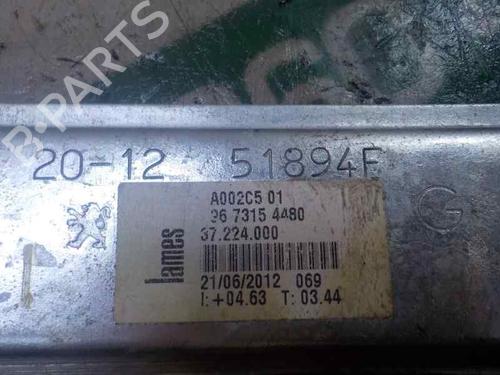 B-PARTS
20-12 51894F
G
A002C5 01
96 7315 4480
37.224.000
lames
21/06/2012 069
I:+04.63 T:03.44